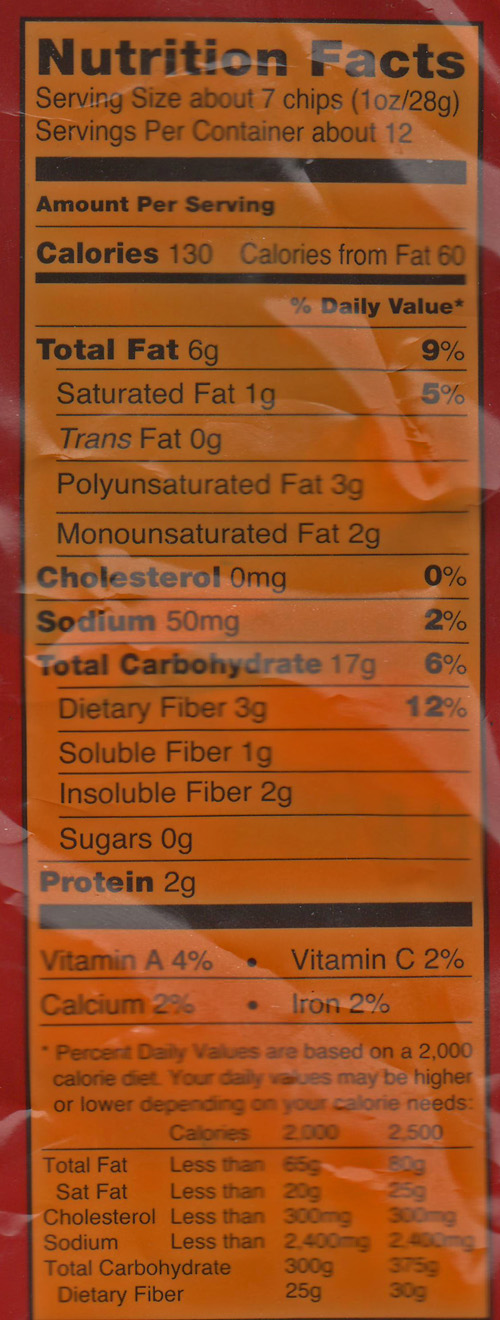 Nutrition Facts
Serving Size about 7 chips (1oz/28g)
Servings Per Container about 12
Amount Per Serving
Calories 130 Calories from Fat 60
% Daily Value*
Total Fat 6g 9%
Saturated Fat 1g 5%
Trans Fat 0g
Polyunsaturated Fat 3g
Monounsaturated Fat 2g
Cholesterol 0mg 0%
Sodium 50mg 2%
Total Carbohydrate 17g 6%
Dietary Fiber 3g 12%
Soluble Fiber 1g
Insoluble Fiber 2g
Sugars 0g
Protein 2g
Vitamin A 4% • Vitamin C 2%
Calcium 2% • Iron 2%
* Percent Daily Values are based on a 2,000
calorie diet. Your daily values may be higher
or lower depending on your calorie needs:
Calories 2,000 2,500
Total Fat Less than 65g 80g
Sat Fat Less than 20g 25g
Cholesterol Less than 300mg 300mg
Sodium Less than 2,400mg 2,400mg
Total Carbohydrate 300g 375g
Dietary Fiber 25g 30g